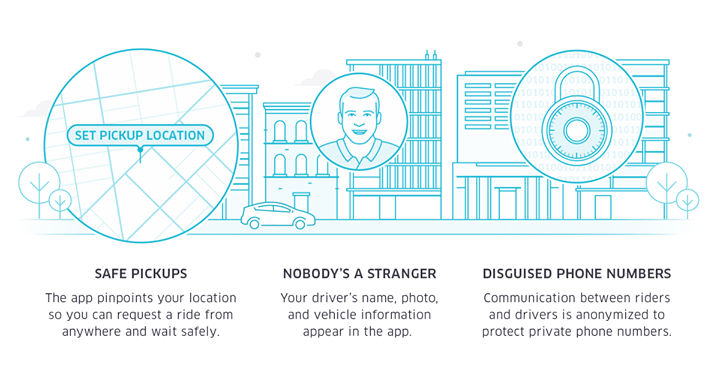 SET PICKUP LOCATION
SAFE PICKUPS
The app pinpoints your location
so you can request a ride from
anywhere and wait safely.
NOBODY'S A STRANGER
Your driver's name, photo,
and vehicle information
appear in the app.
DISGUISED PHONE NUMBERS
Communication between riders
and drivers is anonymized to
protect private phone numbers.